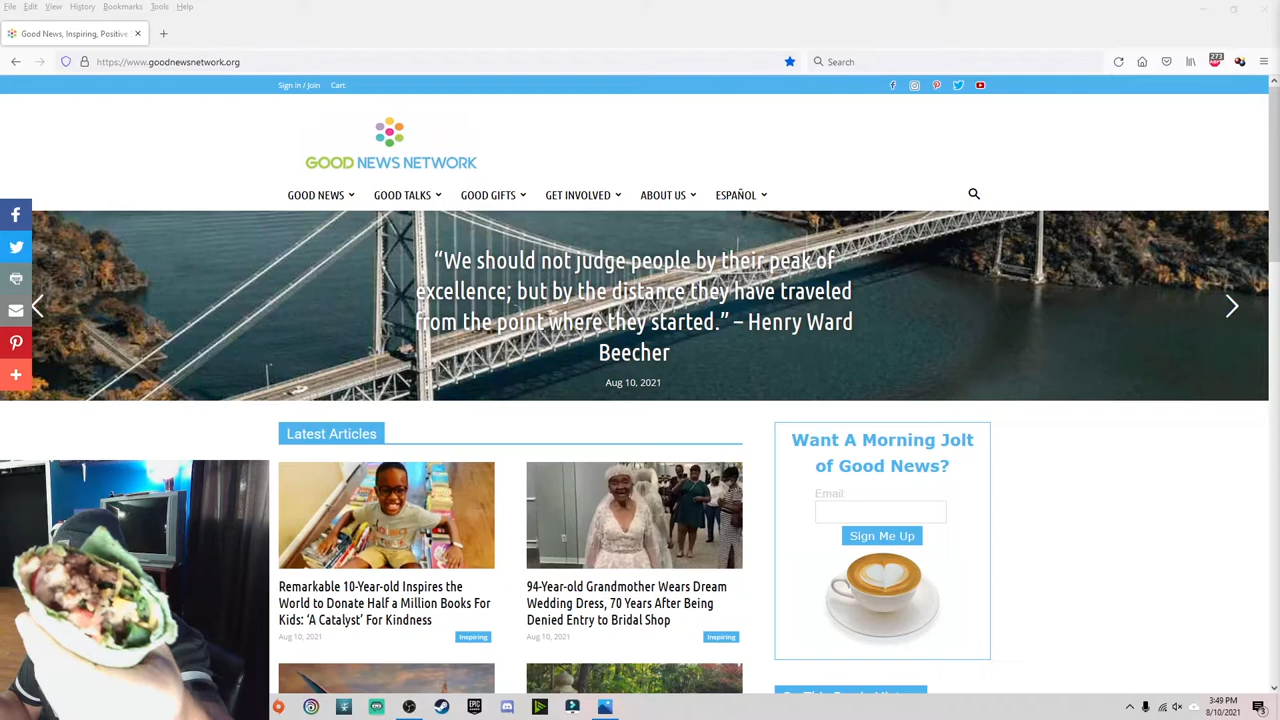 File Edit View History Bookmarks Tools Help
Good News, Inspiring, Positive
https://www.goodnewsnetwork.org
Search
273
ABP
Sign in / Join Cart
GOOD NEWS NETWORK
GOOD NEWS GOOD TALKS GOOD GIFTS GET INVOLVED ABOUT US ESPAÑOL
“We should not judge people by their peak of
excellence; but by the distance they have traveled
from the point where they started.” – Henry Ward
Beecher
Aug 10, 2021
Latest Articles
Want A Morning Jolt
of Good News?
Email:
Sign Me Up
Remarkable 10-Year-old Inspires the
World to Donate Half a Million Books For
Kids: ‘A Catalyst’ For Kindness
Aug 10, 2021 Inspiring
94-Year-old Grandmother Wears Dream
Wedding Dress, 70 Years After Being
Denied Entry to Bridal Shop
Aug 10, 2021 Inspiring
EPIC
GAMES
3:49 PM
8/10/2021
3